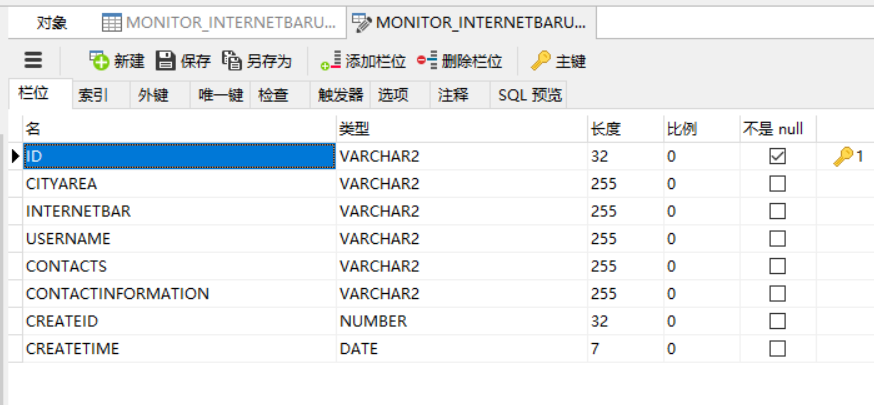 对象 MONITOR_INTERNETBARU... MONITOR_INTERNETBARU...
新建 保存 另存为 添加栏位 删除栏位 主键
栏位 索引 外键 唯一键 检查 触发器 选项 注释 SQL 预览
名 类型 长度 比例 不是 null
ID VARCHAR2 32 0 1
CITYAREA VARCHAR2 255 0
INTERNETBAR VARCHAR2 255 0
USERNAME VARCHAR2 255 0
CONTACTS VARCHAR2 255 0
CONTACTINFORMATION VARCHAR2 255 0
CREATEID NUMBER 32 0
CREATETIME DATE 7 0